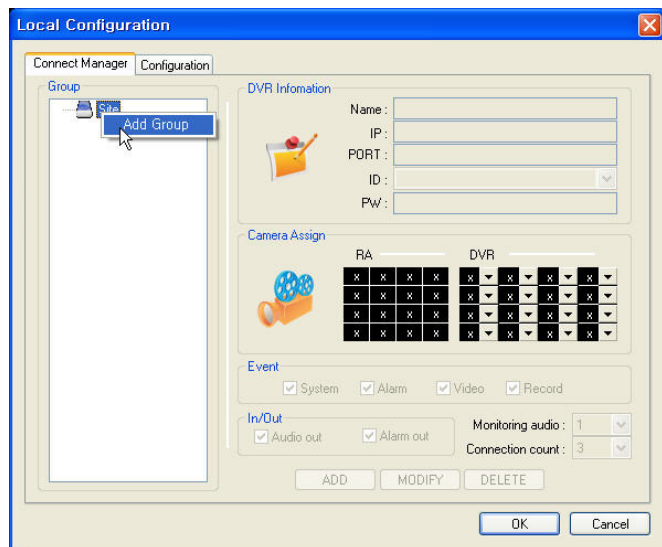 Local Configuration
Connect Manager Configuration
Group
Site
Add Group
DVR Infomation
Name :
IP :
PORT :
ID :
PW :
Camera Assign
RA DVR
x x x x x x x x
x x x x x x x x
x x x x x x x x
x x x x x x x x
Event
System Alarm Video Record
In/Out
Audio out Alarm out
Monitoring audio : 1
Connection count : 3
ADD MODIFY DELETE
OK Cancel